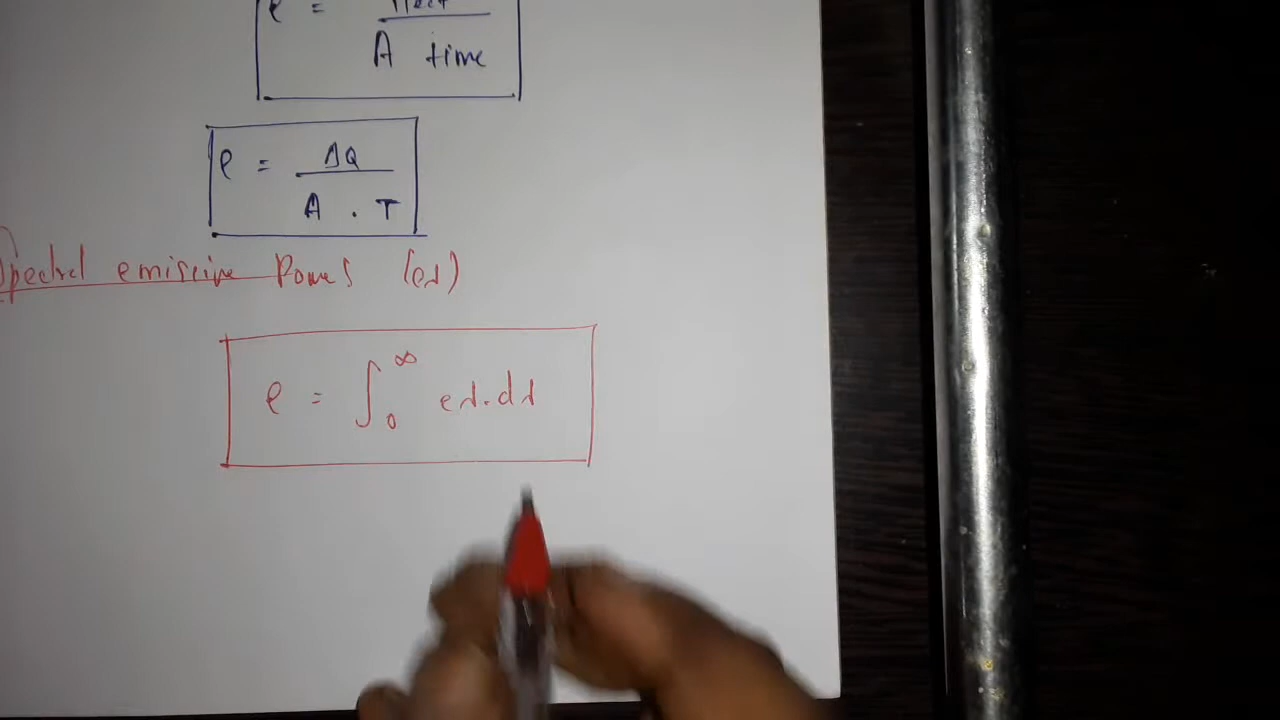 e =
A time
e = ΔQ / A . T
Spectral emissive Power (eλ)
e = ∫₀^∞ eλ.dλ